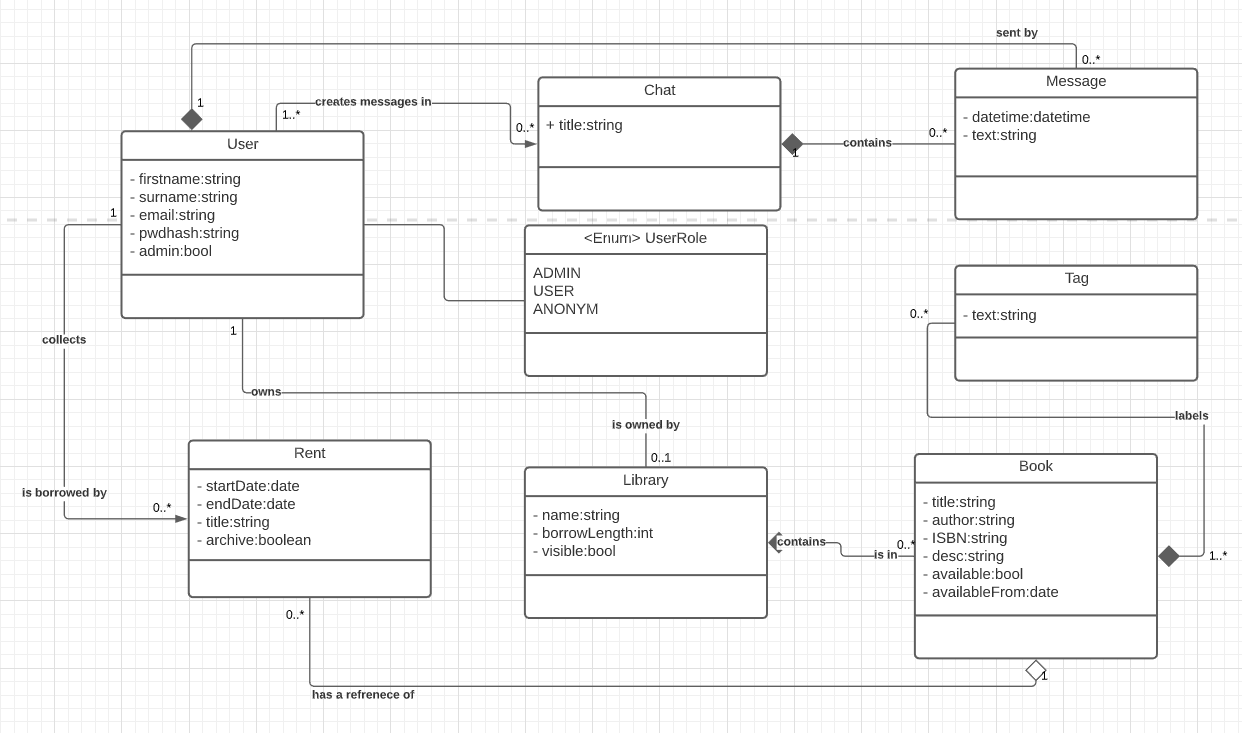 sent by
0..*
1
creates messages in
1..*
0..*
Chat
+ title:string
1
contains
0..*
Message
- datetime:datetime
- text:string
User
- firstname:string
- surname:string
- email:string
- pwdhash:string
- admin:bool
1
1
<Enum> UserRole
ADMIN
USER
ANONYM
Tag
- text:string
0..*
collects
owns
is owned by
0..1
labels
1..*
is borrowed by
0..*
Rent
- startDate:date
- endDate:date
- title:string
- archive:boolean
0..*
Library
- name:string
- borrowLength:int
- visible:bool
contains
is in
0..*
Book
- title:string
- author:string
- ISBN:string
- desc:string
- available:bool
- availableFrom:date
1
has a refrenece of